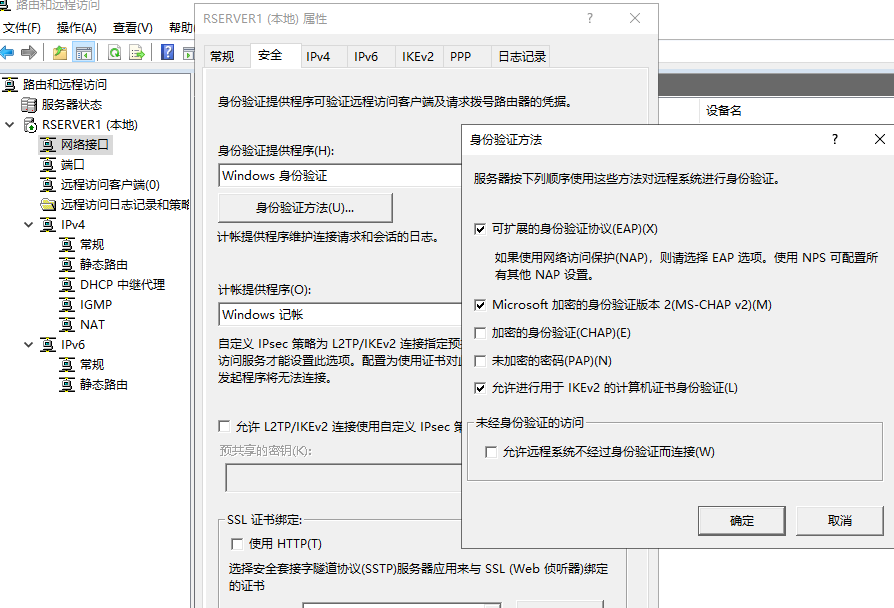 路由和远程访问
文件(F) 操作(A) 查看(V) 帮助
路由和远程访问
服务器状态
RSERVER1 (本地)
网络接口
端口
远程访问客户端(0)
远程访问日志记录和策略
IPv4
常规
静态路由
DHCP 中继代理
IGMP
NAT
IPv6
常规
静态路由
RSERVER1 (本地) 属性
常规 安全 IPv4 IPv6 IKEv2 PPP 日志记录
身份验证提供程序可验证远程访问客户端及请求拨号路由器的凭据。
身份验证提供程序(H):
Windows 身份验证
身份验证方法(U)...
计帐提供程序维护连接请求和会话的日志。
计帐提供程序(O):
Windows 记帐
自定义 IPsec 策略为 L2TP/IKEv2 连接指定预
访问服务才能设置此选项。配置为使用证书对此
发起程序将无法连接。
允许 L2TP/IKEv2 连接使用自定义 IPsec 策
预共享的密钥(K):
SSL 证书绑定:
使用 HTTP(T)
选择安全套接字隧道协议(SSTP)服务器应用来与 SSL (Web 侦听器)绑定
的证书
设备名
身份验证方法
服务器按下列顺序使用这些方法对远程系统进行身份验证。
可扩展的身份验证协议(EAP)(X)
如果使用网络访问保护(NAP)，则请选择 EAP 选项。使用 NPS 可配置所
有其他 NAP 设置。
Microsoft 加密的身份验证版本 2(MS-CHAP v2)(M)
加密的身份验证(CHAP)(E)
未加密的密码(PAP)(N)
允许进行用于 IKEv2 的计算机证书身份验证(L)
未经身份验证的访问
允许远程系统不经过身份验证而连接(W)
确定 取消